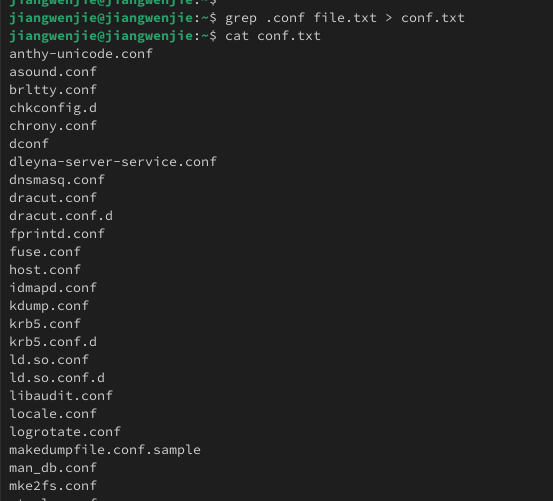 jiangwenjie@jiangwenjie:~$
jiangwenjie@jiangwenjie:~$ grep .conf file.txt > conf.txt
jiangwenjie@jiangwenjie:~$ cat conf.txt
anthy-unicode.conf
asound.conf
brltty.conf
chkconfig.d
chrony.conf
dconf
dleyna-server-service.conf
dnsmasq.conf
dracut.conf
dracut.conf.d
fprintd.conf
fuse.conf
host.conf
idmapd.conf
kdump.conf
krb5.conf
krb5.conf.d
ld.so.conf
ld.so.conf.d
libaudit.conf
locale.conf
logrotate.conf
makedumpfile.conf.sample
man_db.conf
mke2fs.conf